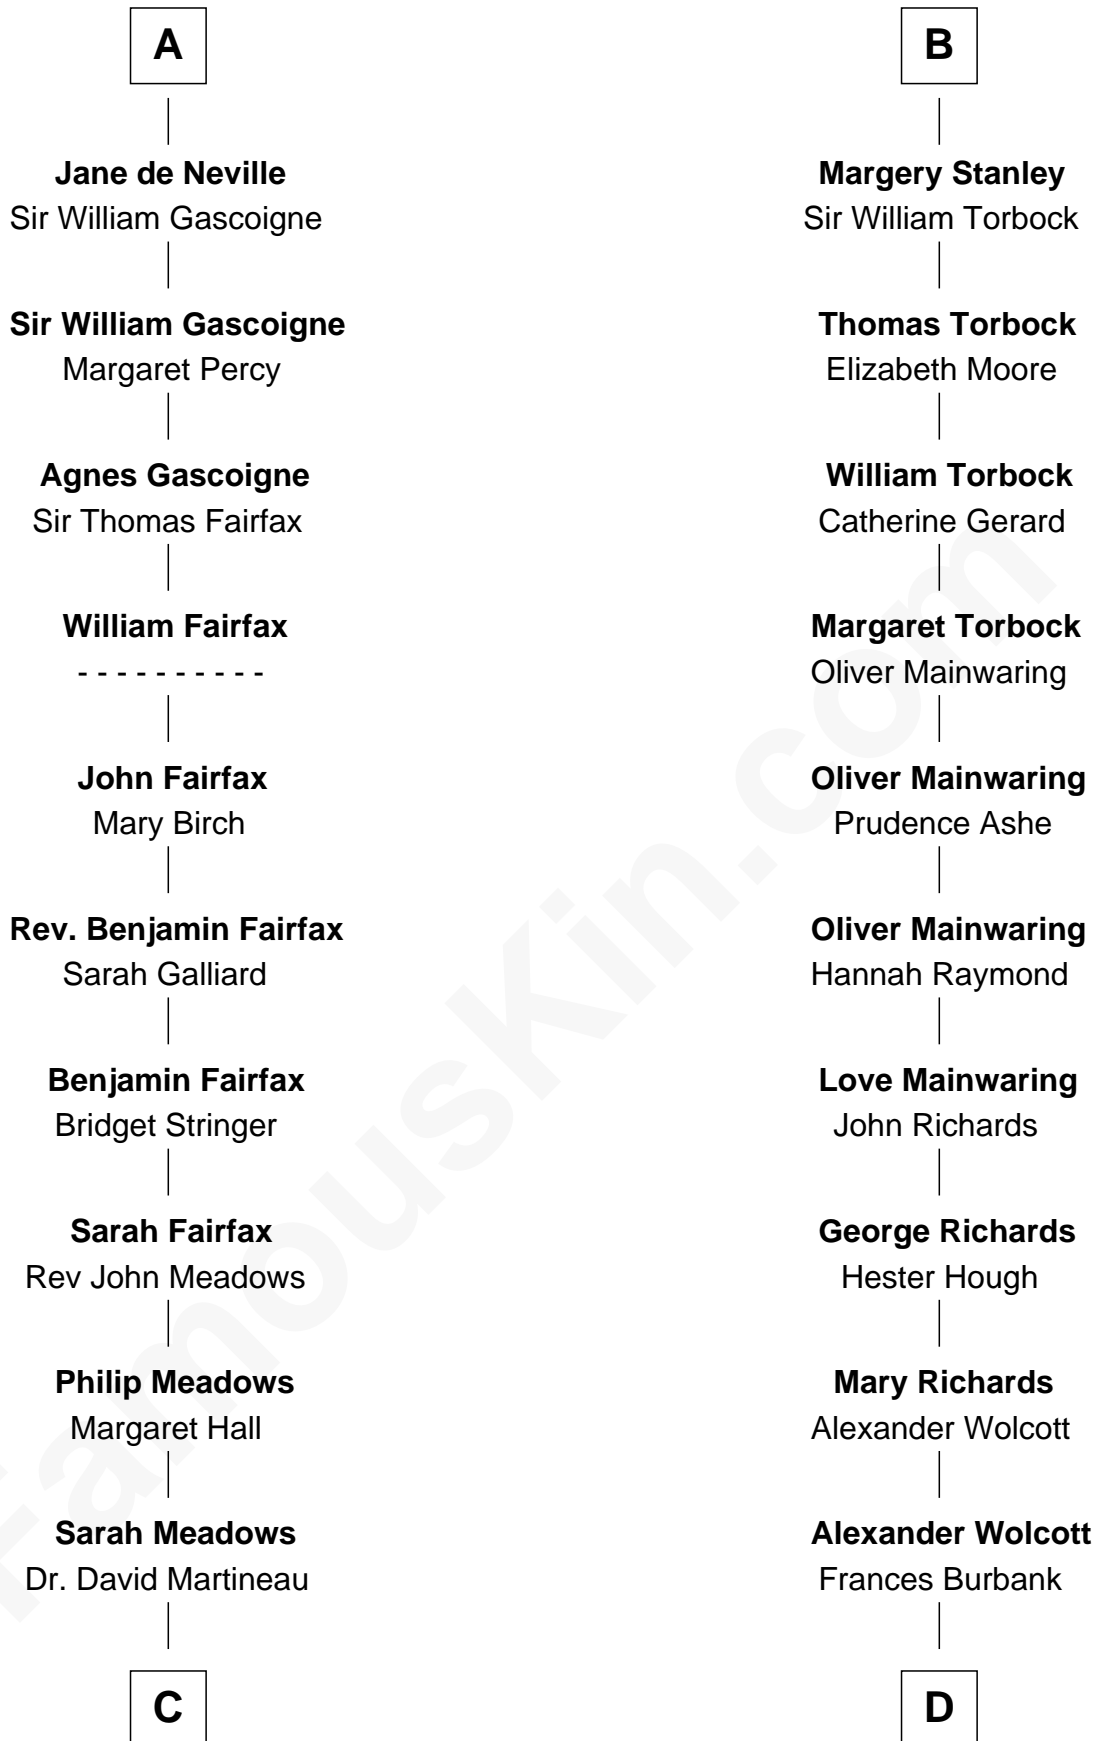 A
Jane de Neville
Sir William Gascoigne
Sir William Gascoigne
Margaret Percy
Agnes Gascoigne
Sir Thomas Fairfax
William Fairfax
- - - - - - - - - -
John Fairfax
Mary Birch
Rev. Benjamin Fairfax
Sarah Galliard
Benjamin Fairfax
Bridget Stringer
Sarah Fairfax
Rev John Meadows
Philip Meadows
Margaret Hall
Sarah Meadows
Dr. David Martineau
C
B
Margery Stanley
Sir William Torbock
Thomas Torbock
Elizabeth Moore
William Torbock
Catherine Gerard
Margaret Torbock
Oliver Mainwaring
Oliver Mainwaring
Prudence Ashe
Oliver Mainwaring
Hannah Raymond
Love Mainwaring
John Richards
George Richards
Hester Hough
Mary Richards
Alexander Wolcott
Alexander Wolcott
Frances Burbank
D
FamousKin.com